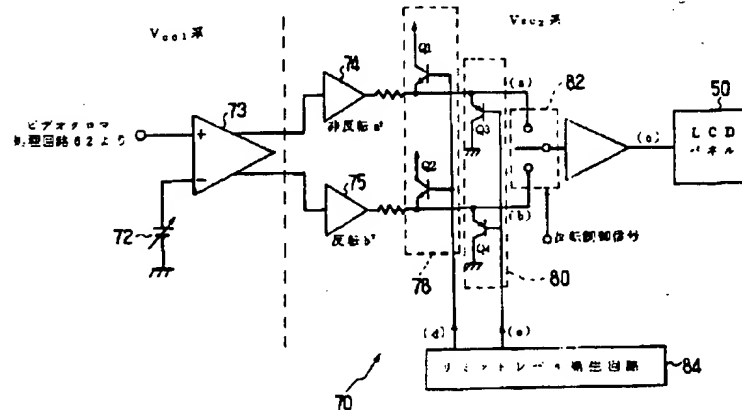 Vcc1系
Vcc2系
ビデオクロマ
処理回路62より
73
74
非反転a'
75
反転b'
72
Q1
Q2
Q3
Q4
78
80
82
(a)
(b)
(c)
50
LCD
パネル
反転制御信号
(d)
(e)
リミットレベル発生回路
84
70